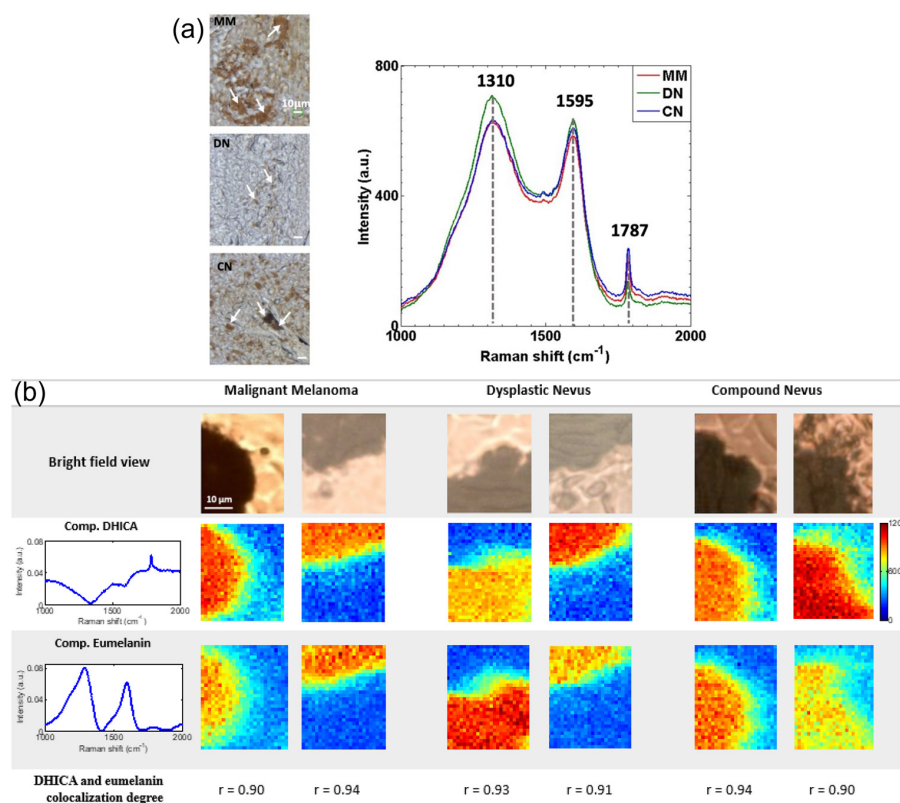 (a)
MM
10μm
DN
CN
800
400
0
Intensity (a.u.)
1310
1595
1787
MM
DN
CN
1000
1500
2000
Raman shift (cm⁻¹)
(b)
Malignant Melanoma
Dysplastic Nevus
Compound Nevus
Bright field view
10 μm
Comp. DHICA
Intensity (a.u.)
0.08
0.04
0
1000
1500
2000
Raman shift (cm⁻¹)
1200
600
0
Comp. Eumelanin
Intensity (a.u.)
0.08
0.04
0
1000
1500
2000
Raman shift (cm⁻¹)
DHICA and eumelanin
colocalization degree
r = 0.90
r = 0.94
r = 0.93
r = 0.91
r = 0.94
r = 0.90